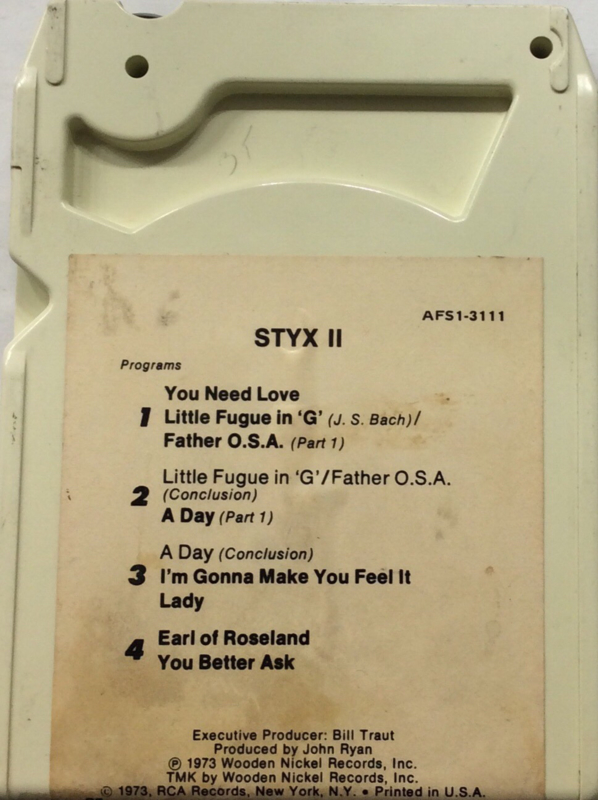 AFS1-3111
STYX II
Programs
You Need Love
1 Little Fugue in 'G' (J. S. Bach)/
Father O.S.A. (Part 1)
Little Fugue in 'G'/Father O.S.A.
2 (Conclusion)
A Day (Part 1)
A Day (Conclusion)
3 I'm Gonna Make You Feel It
Lady
4 Earl of Roseland
You Better Ask
Executive Producer: Bill Traut
Produced by John Ryan
℗ 1973 Wooden Nickel Records, Inc.
TMK by Wooden Nickel Records, Inc.
© 1973, RCA Records, New York, N.Y. • Printed in U.S.A.